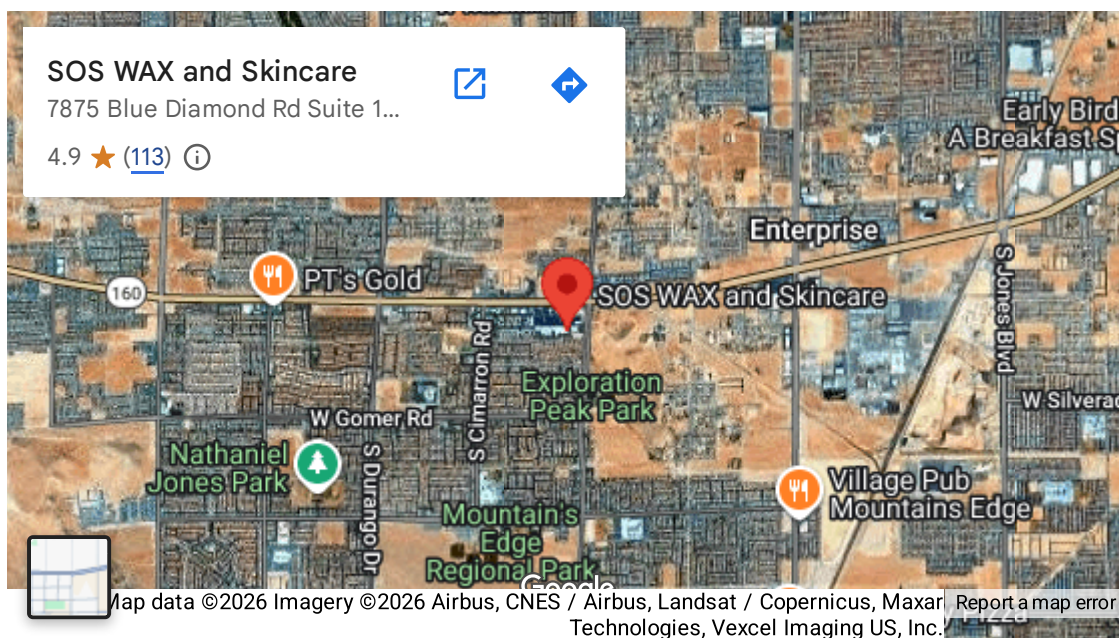 SOS WAX and Skincare
7875 Blue Diamond Rd Suite 1...
4.9 ★ (113)
Early Bird
A Breakfast S
Enterprise
160
PT's Gold
SOS WAX and Skincare
S Jones Blvd
S Cimarron Rd
Exploration
Peak Park
W Gomer Rd
W Silverad
Nathaniel
Jones Park
S Durango Dr
Village Pub
Mountains Edge
Mountain's
Edge
Regional Park
Google
Map data ©2026 Imagery ©2026 Airbus, CNES / Airbus, Landsat / Copernicus, Maxar
Technologies, Vexcel Imaging US, Inc.
Report a map error
Pizza